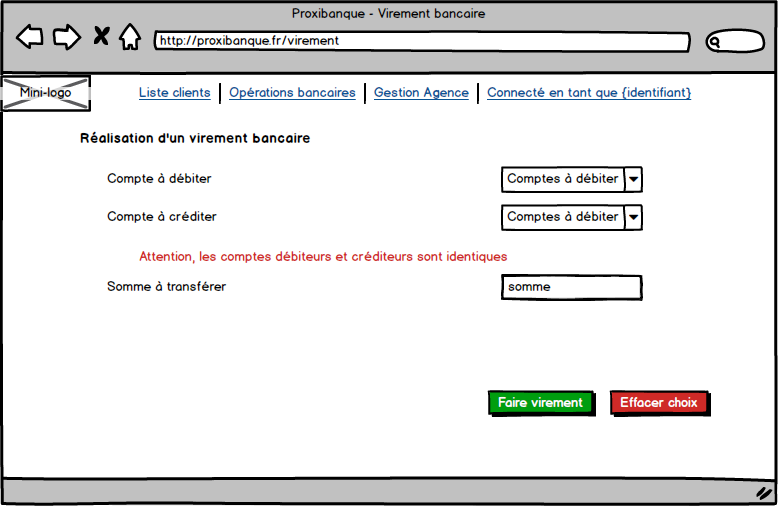 Proxibanque - Virement bancaire
http://proxibanque.fr/virement
Mini-logo
Liste clients | Opérations bancaires | Gestion Agence | Connecté en tant que {identifiant}
Réalisation d'un virement bancaire
Compte à débiter Comptes à débiter
Compte à créditer Comptes à débiter
Attention, les comptes débiteurs et créditeurs sont identiques
Somme à transférer somme
Faire virement Effacer choix